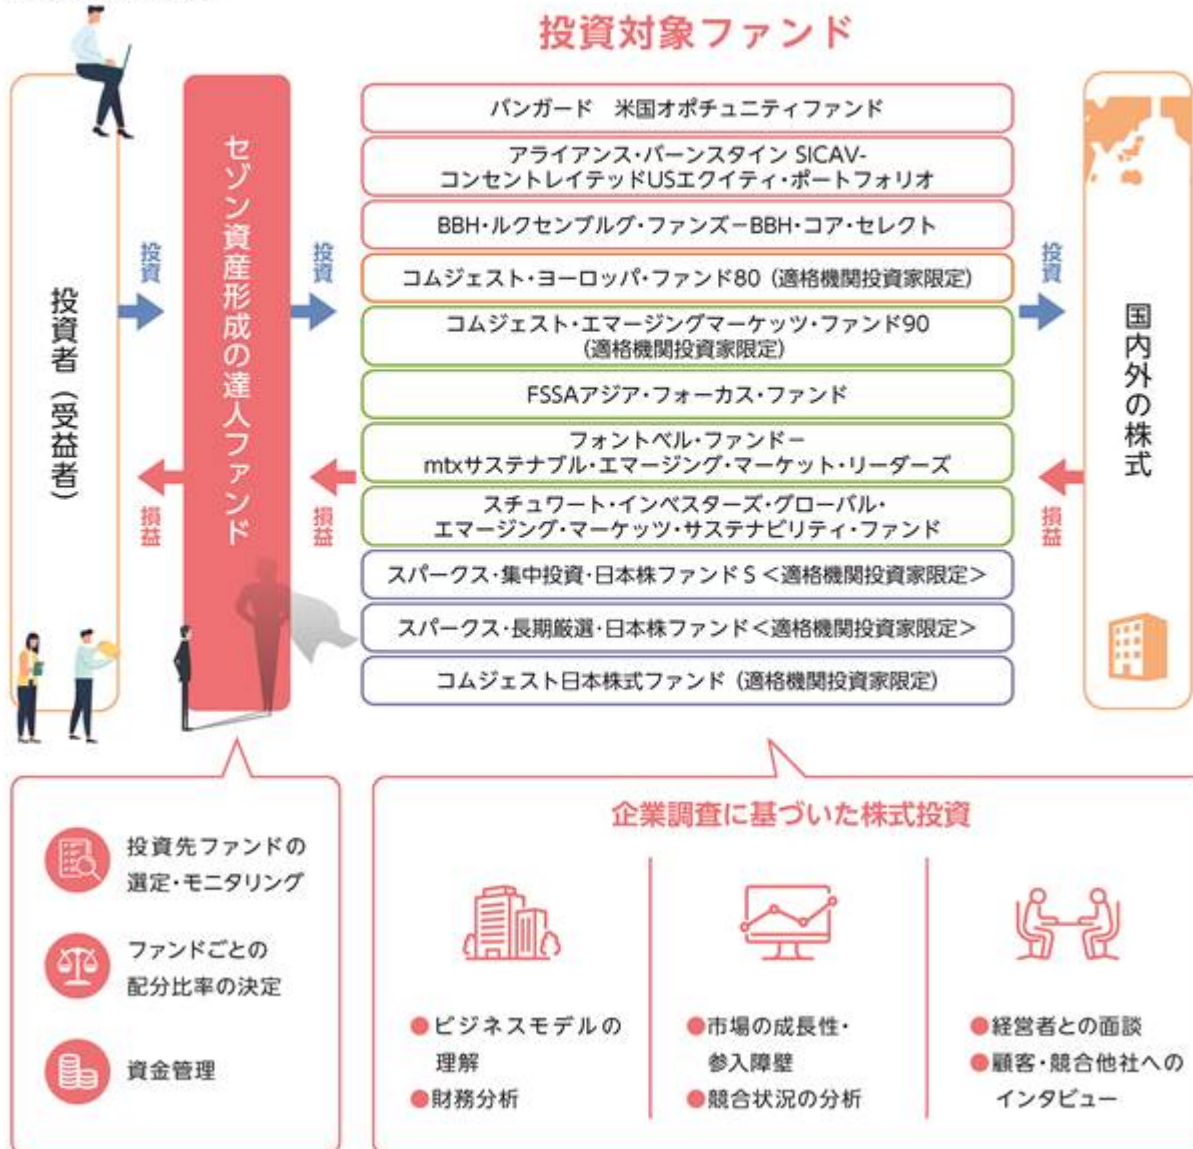 投資対象ファンド
投資者（受益者）
投資
損益
セゾン資産形成の達人ファンド
投資
損益
バンガード　米国オポチュニティファンド
アライアンス・バーンスタイン SICAV-
コンセントレイテッドUSエクイティ・ポートフォリオ
BBH・ルクセンブルグ・ファンズーBBH・コア・セレクト
コムジェスト・ヨーロッパ・ファンド80（適格機関投資家限定）
コムジェスト・エマージングマーケッツ・ファンド90
（適格機関投資家限定）
FSSAアジア・フォーカス・ファンド
フォントベル・ファンドー
mtxサステナブル・エマージング・マーケット・リーダーズ
スチュワート・インベスターズ・グローバル・
エマージング・マーケッツ・サステナビリティ・ファンド
スパークス・集中投資・日本株ファンドS＜適格機関投資家限定＞
スパークス・長期厳選・日本株ファンド＜適格機関投資家限定＞
コムジェスト日本株式ファンド（適格機関投資家限定）
投資
損益
国内外の株式
投資先ファンドの
選定・モニタリング
ファンドごとの
配分比率の決定
資金管理
企業調査に基づいた株式投資
●ビジネスモデルの
理解
●財務分析
●市場の成長性・
参入障壁
●競合状況の分析
●経営者との面談
●顧客・競合他社への
インタビュー